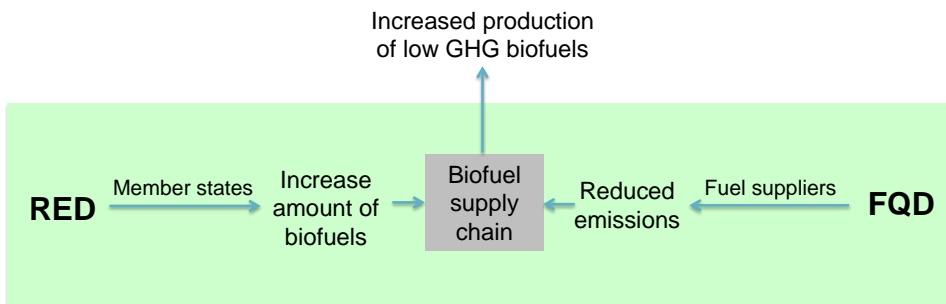 Increased production
of low GHG biofuels
RED
Member states
Increase
amount of
biofuels
Biofuel
supply
chain
Reduced
emissions
Fuel suppliers
FQD